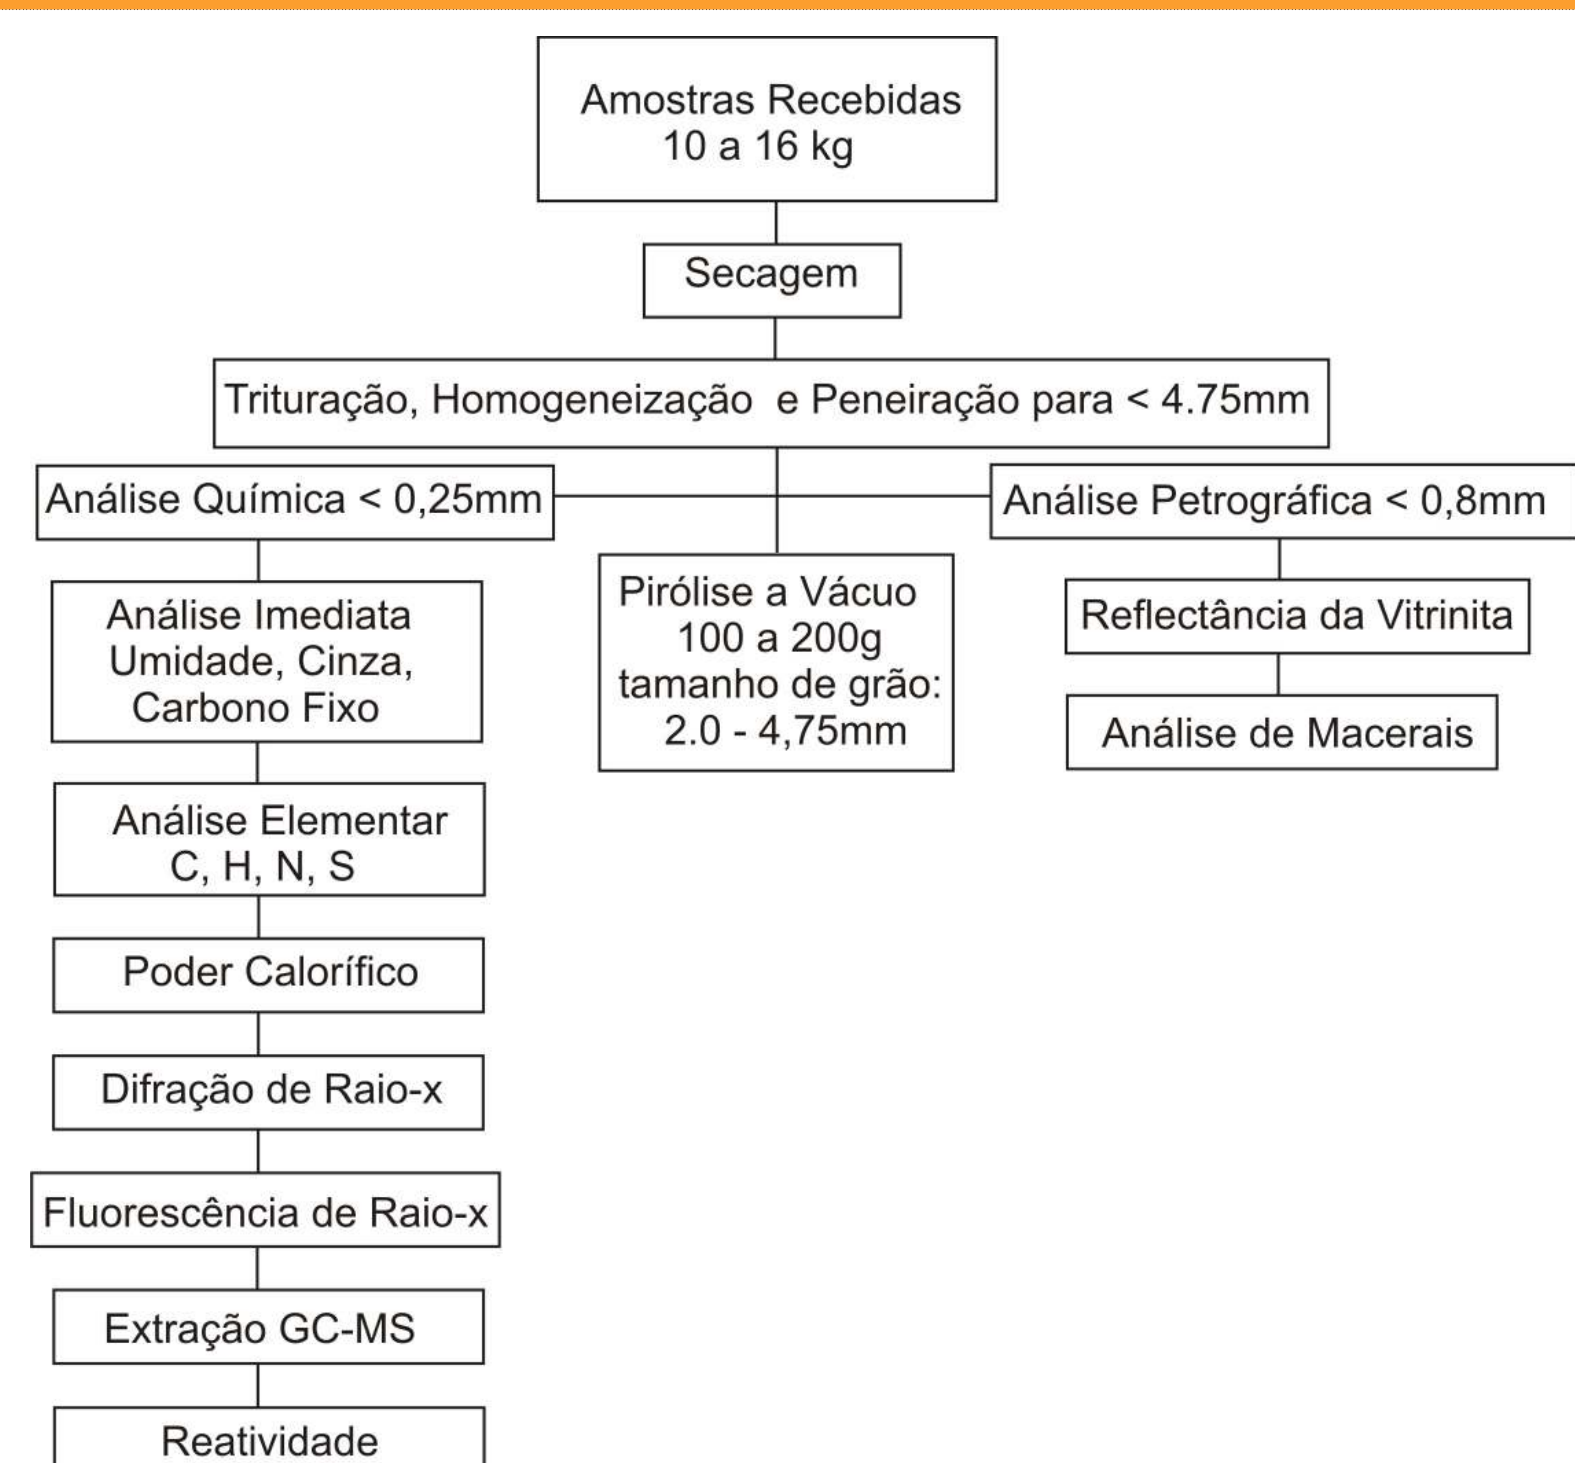 Amostras Recebidas
10 a 16 kg
Secagem
Trituração, Homogeneização e Peneiração para < 4.75mm
Análise Química < 0,25mm
Análise Petrográfica < 0,8mm
Pirólise a Vácuo
100 a 200g
tamanho de grão:
2.0 - 4,75mm
Análise Imediata
Umidade, Cinza,
Carbono Fixo
Reflectância da Vitrinita
Análise de Macerais
Análise Elementar
C, H, N, S
Poder Calorífico
Difração de Raio-x
Fluorescência de Raio-x
Extração GC-MS
Reatividade